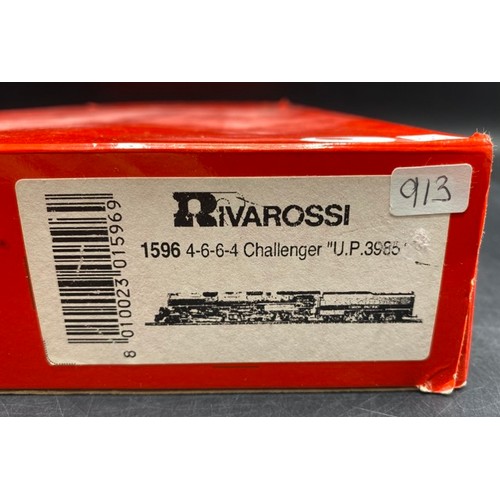 RIVAROSSI
913
1596 4-6-6-4 Challenger "U.P.3985"
8 010023 015969